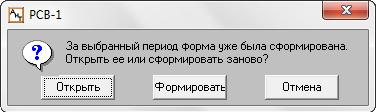 РСВ-1
За выбранный период форма уже была сформирована.
Открыть ее или сформировать заново?
Открыть
Формировать
Отмена